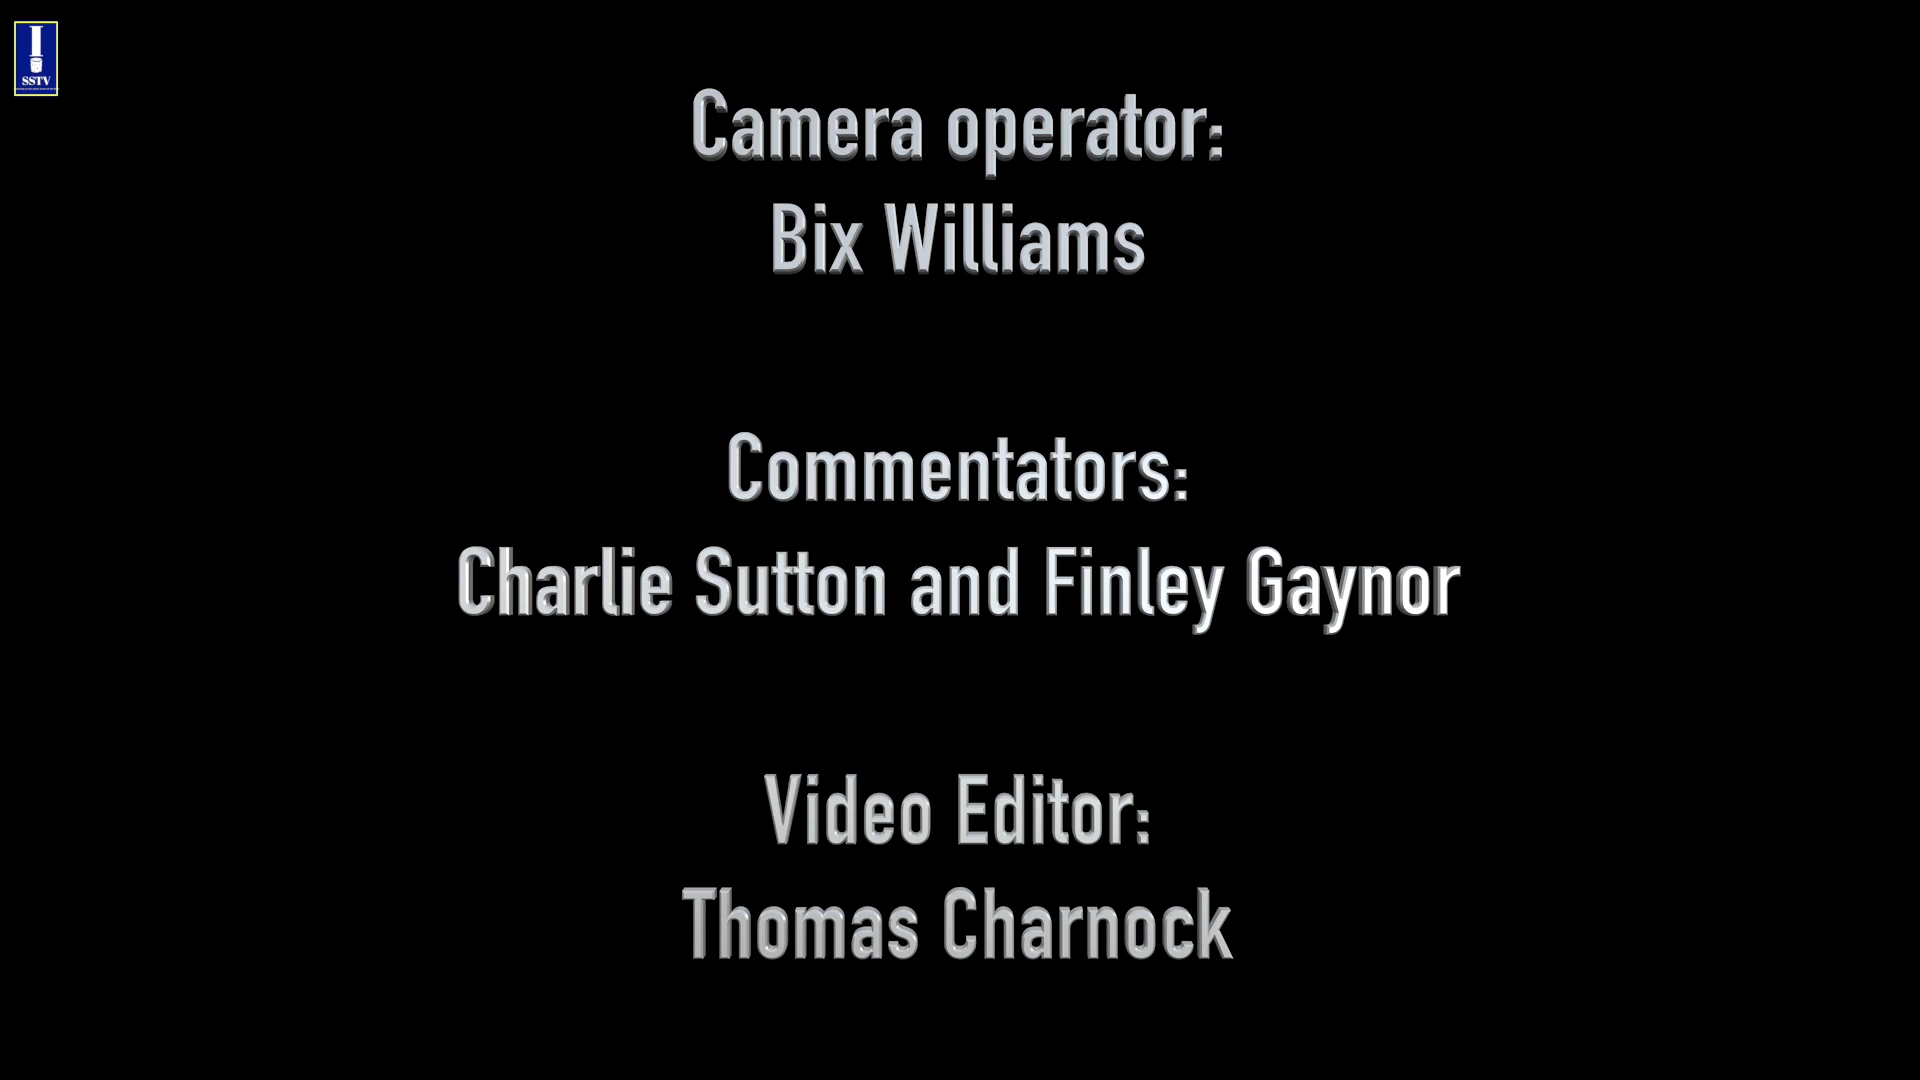 SSTV
Camera operator:
Bix Williams
Commentators:
Charlie Sutton and Finley Gaynor
Video Editor:
Thomas Charnock